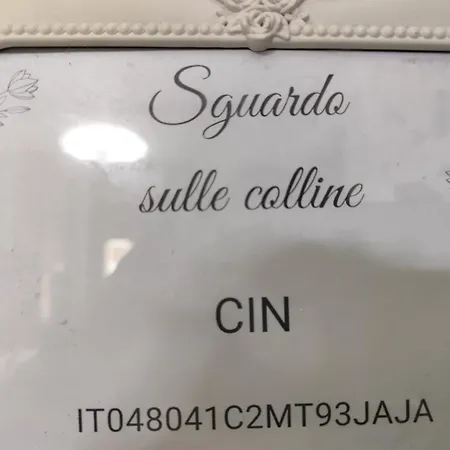 Sguardo
sulle colline
CIN
IT048041C2MT93JAJA